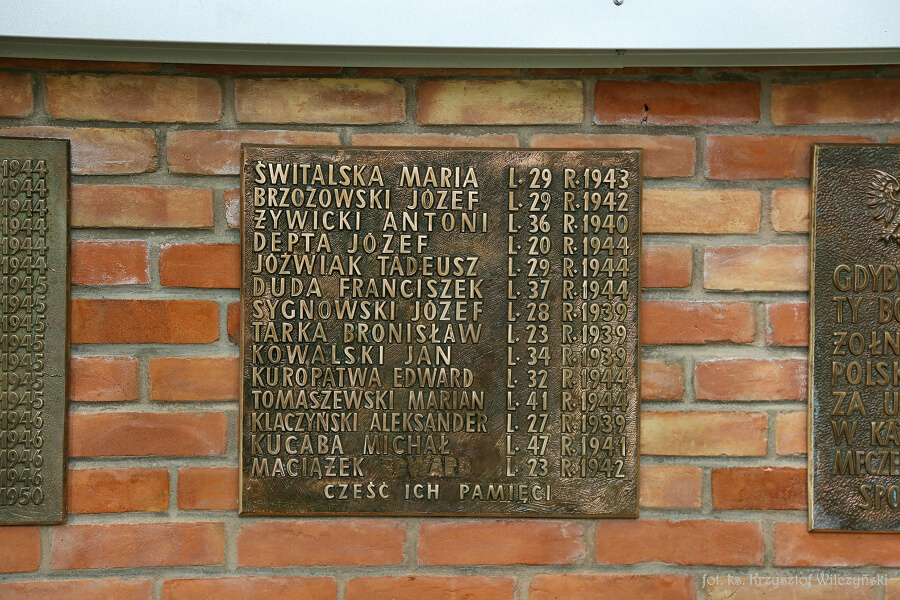 1944
1944
1944
1944
1944
1944
1945
1945
1945
1945
1945
1945
1946
1946
1946
1946
1950
ŚWITALSKA MARIA L. 29 R.1943
BRZOZOWSKI JÓZEF L. 29 R.1942
ŻYWICKI ANTONI L. 36 R.1940
DEPTA JÓZEF L. 20 R.1944
JÓŹWIAK TADEUSZ L. 29 R.1944
DUDA FRANCISZEK L. 37 R.1944
SYGNOWSKI JÓZEF L. 28 R.1939
TARKA BRONISŁAW L. 23 R.1939
KOWALSKI JAN L. 34 R.1939
KUROPATWA EDWARD L. 32 R.1944
TOMASZEWSKI MARIAN L. 41 R.1944
KLACZYŃSKI ALEKSANDER L. 27 R.1939
KUCABA MICHAŁ L. 47 R.1941
MACIĄŻEK L. 23 R.1942
CZEŚĆ ICH PAMIĘCI
GDYB
TY BO
ŻOŁN
POLSK
ZA U
W KA
MĘCZE
SPO
fot. ks. Krzysztof Wilczyński